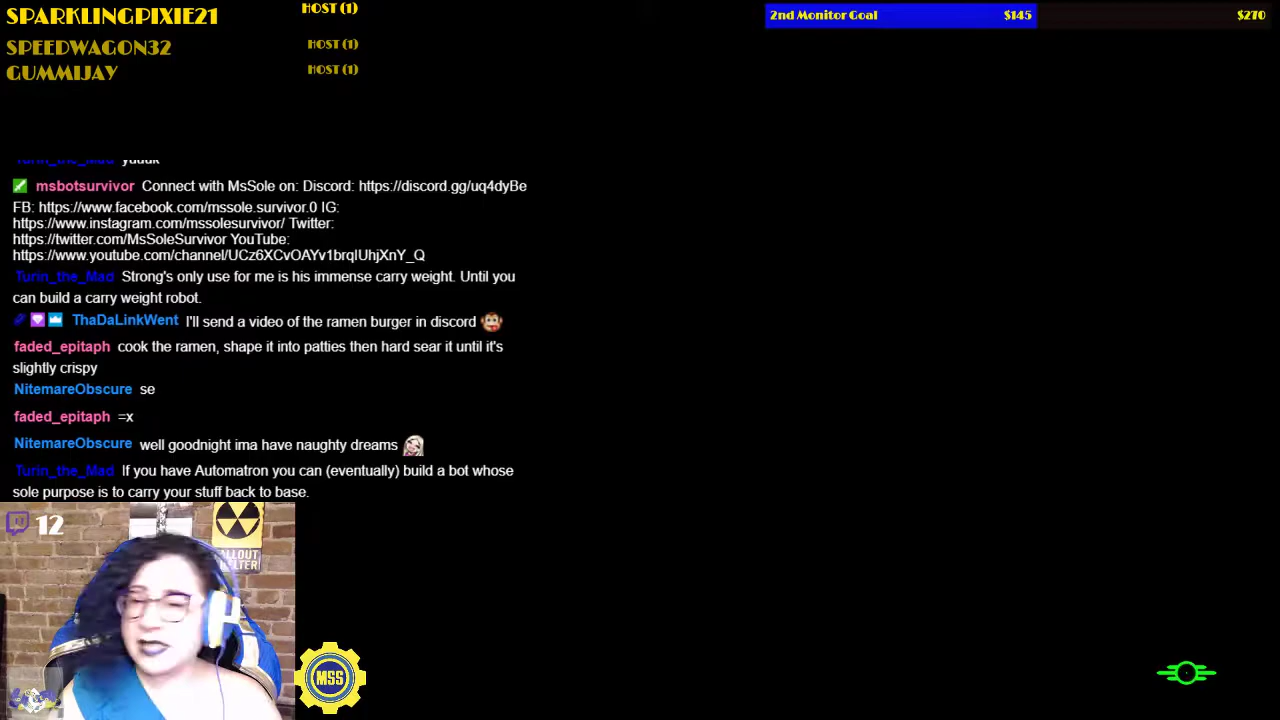 SPARKLINGPIXIE21 HOST (1)
SPEEDWAGON32 HOST (1)
GUMMIJAY HOST (1)
2nd Monitor Goal $145 $270
Turin_the_Mad
msbotsurvivor Connect with MsSole on: Discord: https://discord.gg/uq4dyBe
FB: https://www.facebook.com/mssole.survivor.0 IG:
https://www.instagram.com/mssolesurvivor/ Twitter:
https://twitter.com/MsSoleSurvivor YouTube:
https://www.youtube.com/channel/UCz6XCvOAYv1brqIUhjXnY_Q
Turin_the_Mad Strong's only use for me is his immense carry weight. Until you
can build a carry weight robot.
ThaDaLinkWent I'll send a video of the ramen burger in discord
faded_epitaph cook the ramen, shape it into patties then hard sear it until it's
slightly crispy
NitemareObscure se
faded_epitaph =x
NitemareObscure well goodnight ima have naughty dreams
Turin_the_Mad If you have Automatron you can (eventually) build a bot whose
sole purpose is to carry your stuff back to base.
12
MSS